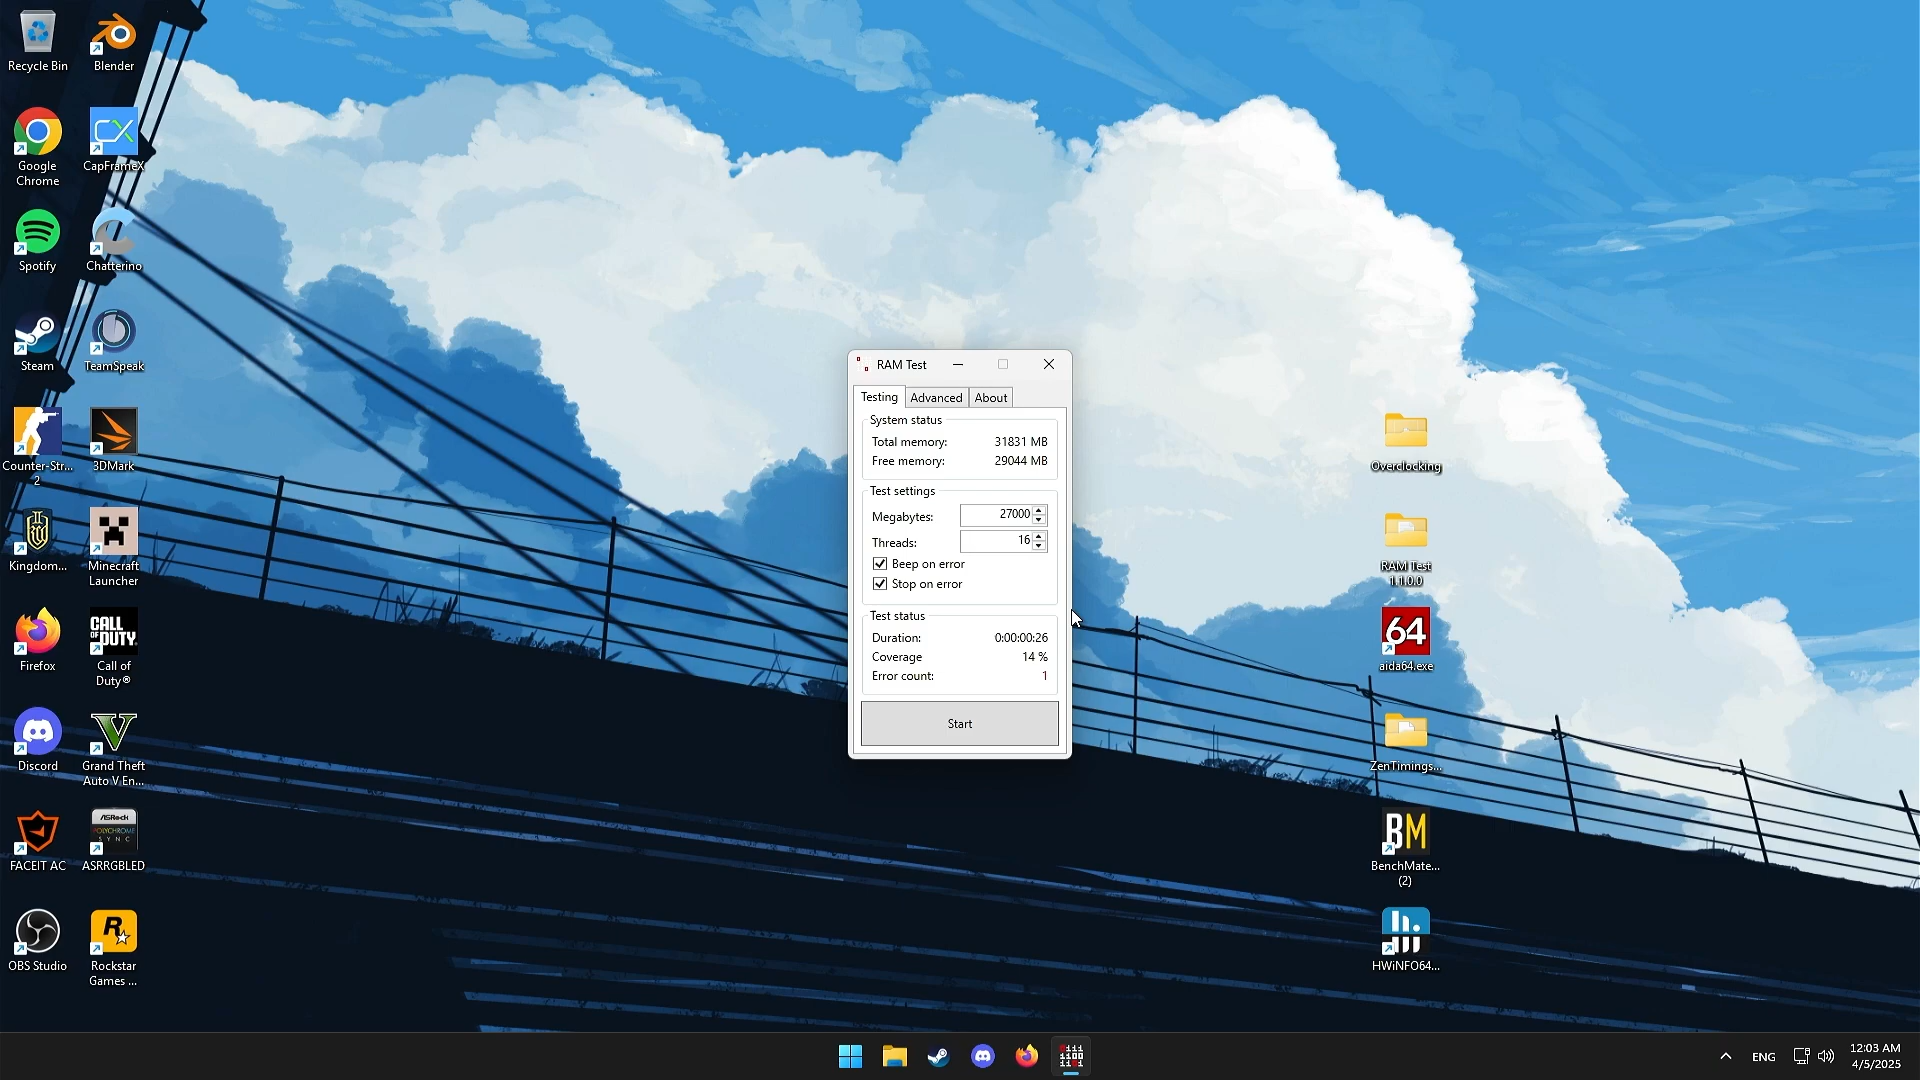 Recycle Bin
Blender
Google
Chrome
CapFrameX
Spotify
Chatterino
Steam
TeamSpeak
Counter-Str...
2
3DMark
Kingdom...
Minecraft
Launcher
Firefox
CALL
OF DUTY
Call of
Duty®
Discord
Grand Theft
Auto V En...
FACEIT AC
ASRock
POLYCHROME
SYNC
ASRRGBLED
OBS Studio
Rockstar
Games ...
RAM Test
Testing
Advanced
About
System status
Total memory: 31831 MB
Free memory: 29044 MB
Test settings
Megabytes: 27000
Threads: 16
Beep on error
Stop on error
Test status
Duration: 0:00:00:26
Coverage 14 %
Error count: 1
Start
Overclocking
RAM Test
1.1.0.0
64
aida64.exe
ZenTimings...
BM
BenchMate...
(2)
HWiNFO64...
ENG
12:03 AM
4/5/2025